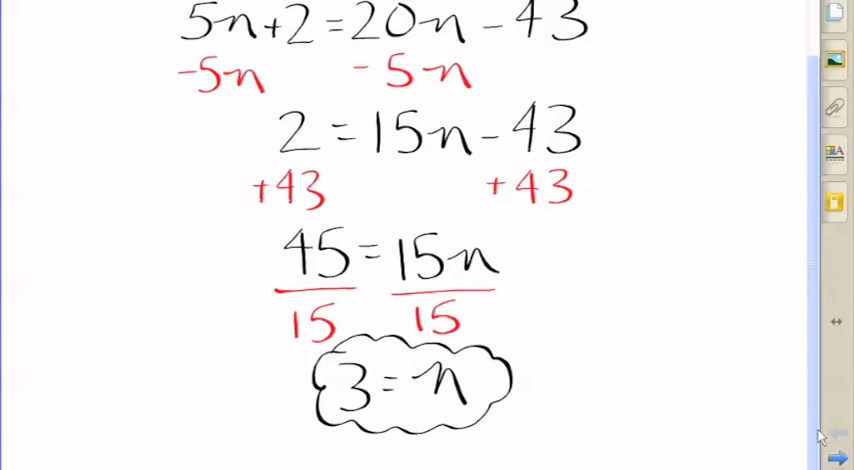 5n+2=20n-43
-5n -5n
2=15n-43
+43 +43
45=15n
15 15
3=n